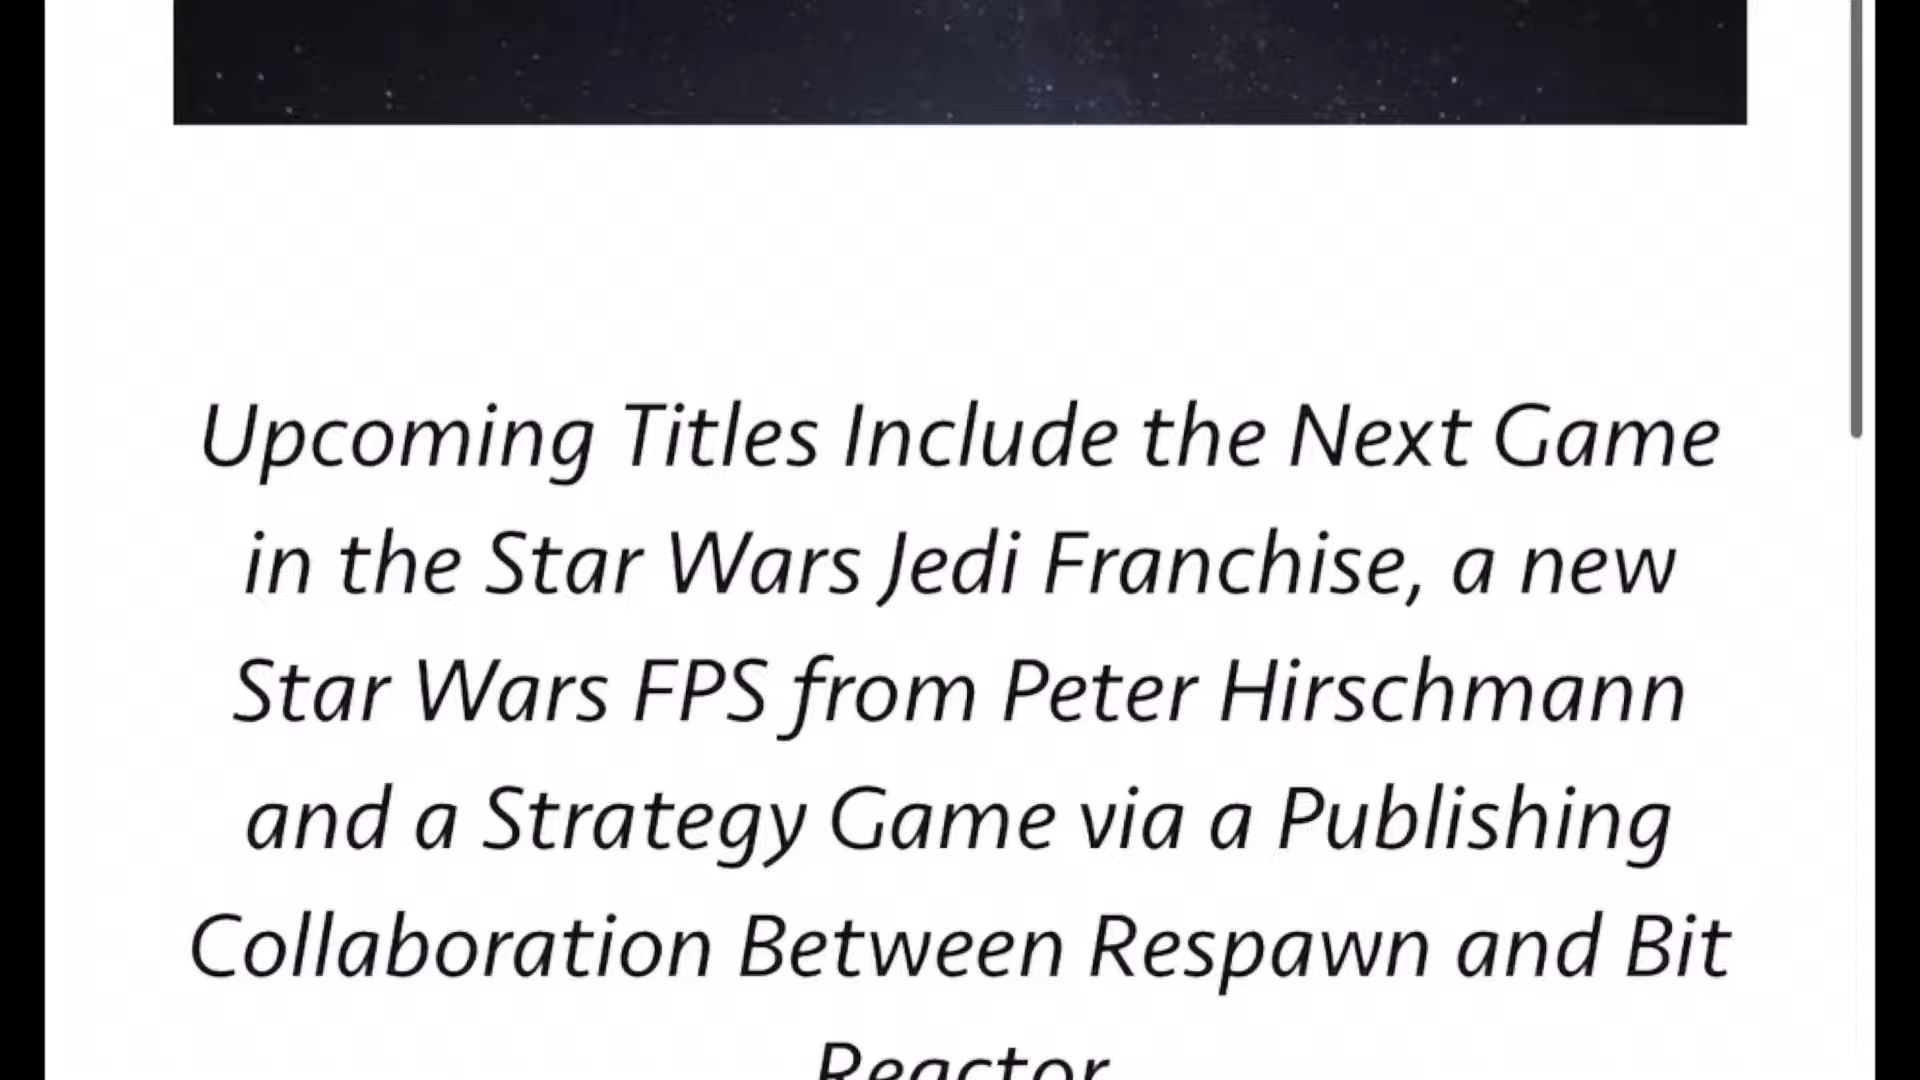 Upcoming Titles Include the Next Game
in the Star Wars Jedi Franchise, a new
Star Wars FPS from Peter Hirschmann
and a Strategy Game via a Publishing
Collaboration Between Respawn and Bit
Reactor